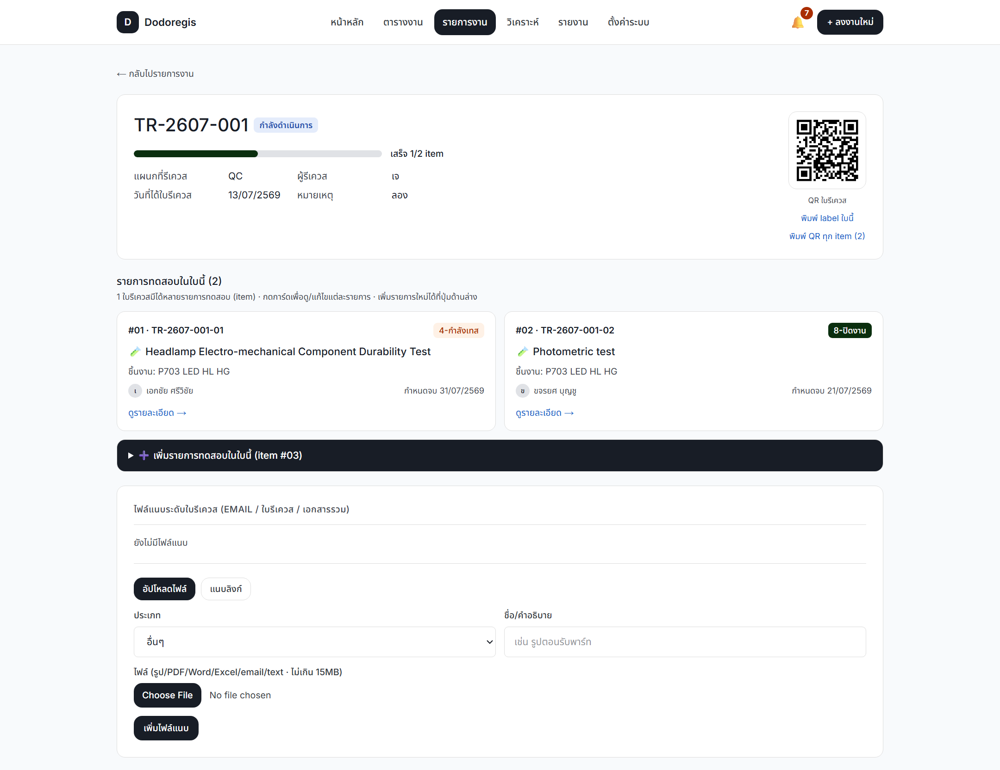 D Dodoregis
หน้าหลัก ตารางงาน รายการงาน วิเคราะห์ รายงาน ตั้งค่าระบบ
7
+ ลงงานใหม่
← กลับไปรายการงาน
TR-2607-001 กำลังดำเนินการ
เสร็จ 1/2 item
แผนกที่รีเควส QC ผู้รีเควส เจ
วันที่ได้ใบรีเควส 13/07/2569 หมายเหตุ ลอง
QR ใบรีเควส
พิมพ์ label ใบนี้
พิมพ์ QR ทุก item (2)
รายการทดสอบในใบนี้ (2)
1 ใบรีเควสมีได้หลายรายการทดสอบ (item) · กดการ์ดเพื่อดู/แก้ไขแต่ละรายการ · เพิ่มรายการใหม่ได้ที่ปุ่มด้านล่าง
#01 · TR-2607-001-01 4-กำลังเทส
Headlamp Electro-mechanical Component Durability Test
ชิ้นงาน: P703 LED HL HG
เ เอกชัย ศรีวิชัย กำหนดจบ 31/07/2569
ดูรายละเอียด →
#02 · TR-2607-001-02 8-ปิดงาน
Photometric test
ชิ้นงาน: P703 LED HL HG
ข ขจรยศ บุญชู กำหนดจบ 21/07/2569
ดูรายละเอียด →
▶ ➕ เพิ่มรายการทดสอบในใบนี้ (item #03)
ไฟล์แนบระดับใบรีเควส (EMAIL / ใบรีเควส / เอกสารรวม)
ยังไม่มีไฟล์แนบ
อัปโหลดไฟล์ แนบลิงก์
ประเภท ชื่อ/คำอธิบาย
อื่นๆ เช่น รูปตอนรับพาร์ท
ไฟล์ (รูป/PDF/Word/Excel/email/text · ไม่เกิน 15MB)
Choose File No file chosen
เพิ่มไฟล์แนบ